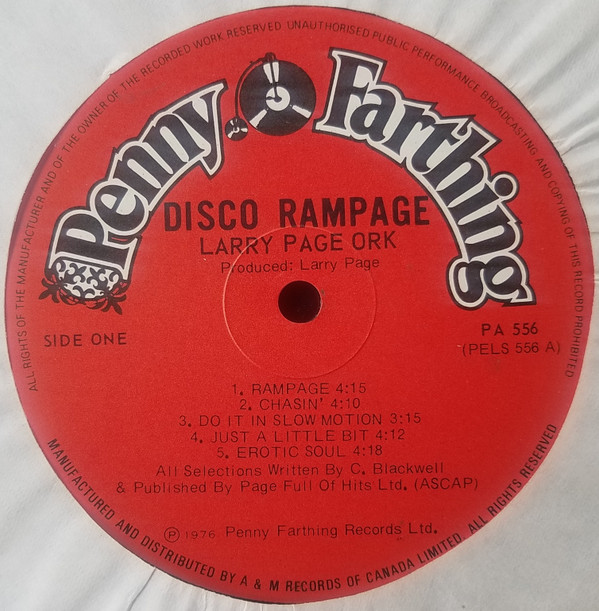 ALL RIGHTS OF THE MANUFACTURER AND OF THE OWNER OF THE RECORDED WORK RESERVED UNAUTHORISED PUBLIC PERFORMANCE BROADCASTING AND COPYING OF THIS RECORD PROHIBITED
Penny Farthing
DISCO RAMPAGE
LARRY PAGE ORK
Produced: Larry Page
SIDE ONE
PA 556
(PELS 556 A)
1. RAMPAGE 4:15
2. CHASIN' 4:10
3. DO IT IN SLOW MOTION 3:15
4. JUST A LITTLE BIT 4:12
5. EROTIC SOUL 4:18
All Selections Written By C. Blackwell
& Published By Page Full Of Hits Ltd. (ASCAP)
Ⓟ 1976 Penny Farthing Records Ltd.
MANUFACTURED AND DISTRIBUTED BY A & M RECORDS OF CANADA LIMITED. ALL RIGHTS RESERVED